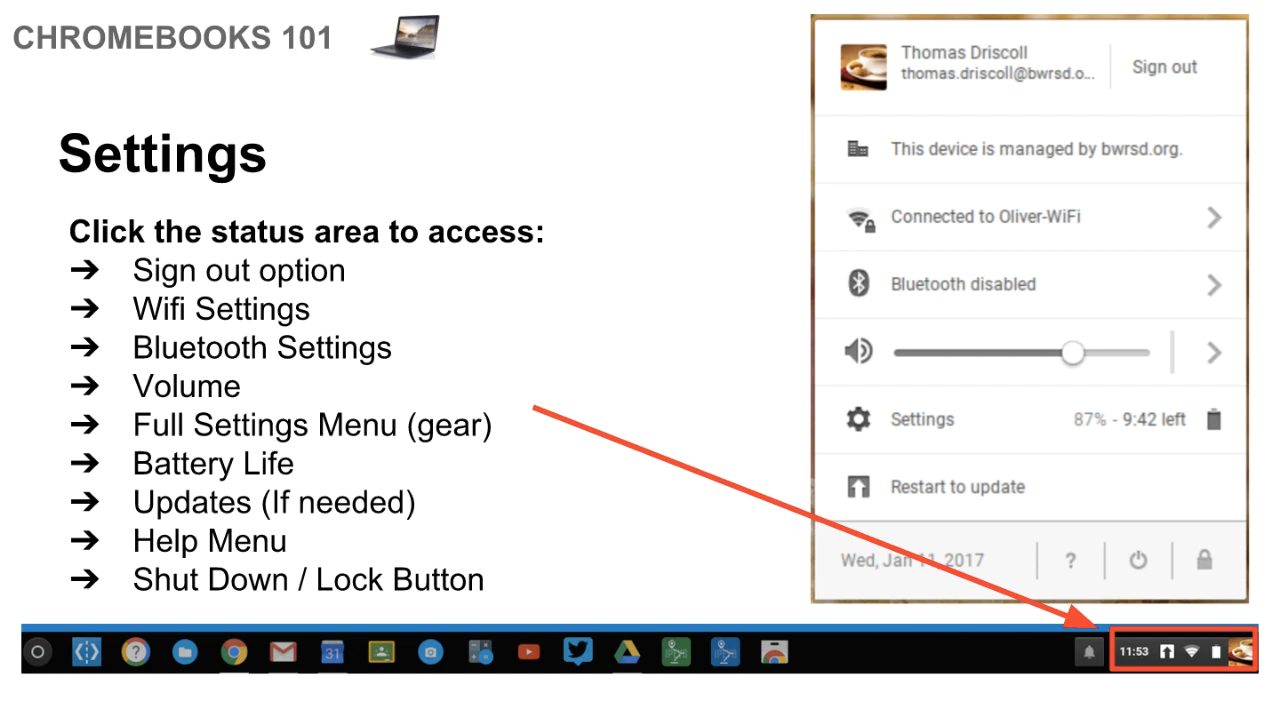 CHROMEBOOKS 101
Settings
Click the status area to access:
➔ Sign out option
➔ Wifi Settings
➔ Bluetooth Settings
➔ Volume
➔ Full Settings Menu (gear)
➔ Battery Life
➔ Updates (If needed)
➔ Help Menu
➔ Shut Down / Lock Button
Thomas Driscoll
thomas.driscoll@bwrsd.o...
Sign out
This device is managed by bwrsd.org.
Connected to Oliver-WiFi
Bluetooth disabled
Settings 87% - 9:42 left
Restart to update
Wed, Jan 11, 2017 ?
? 31 11:53